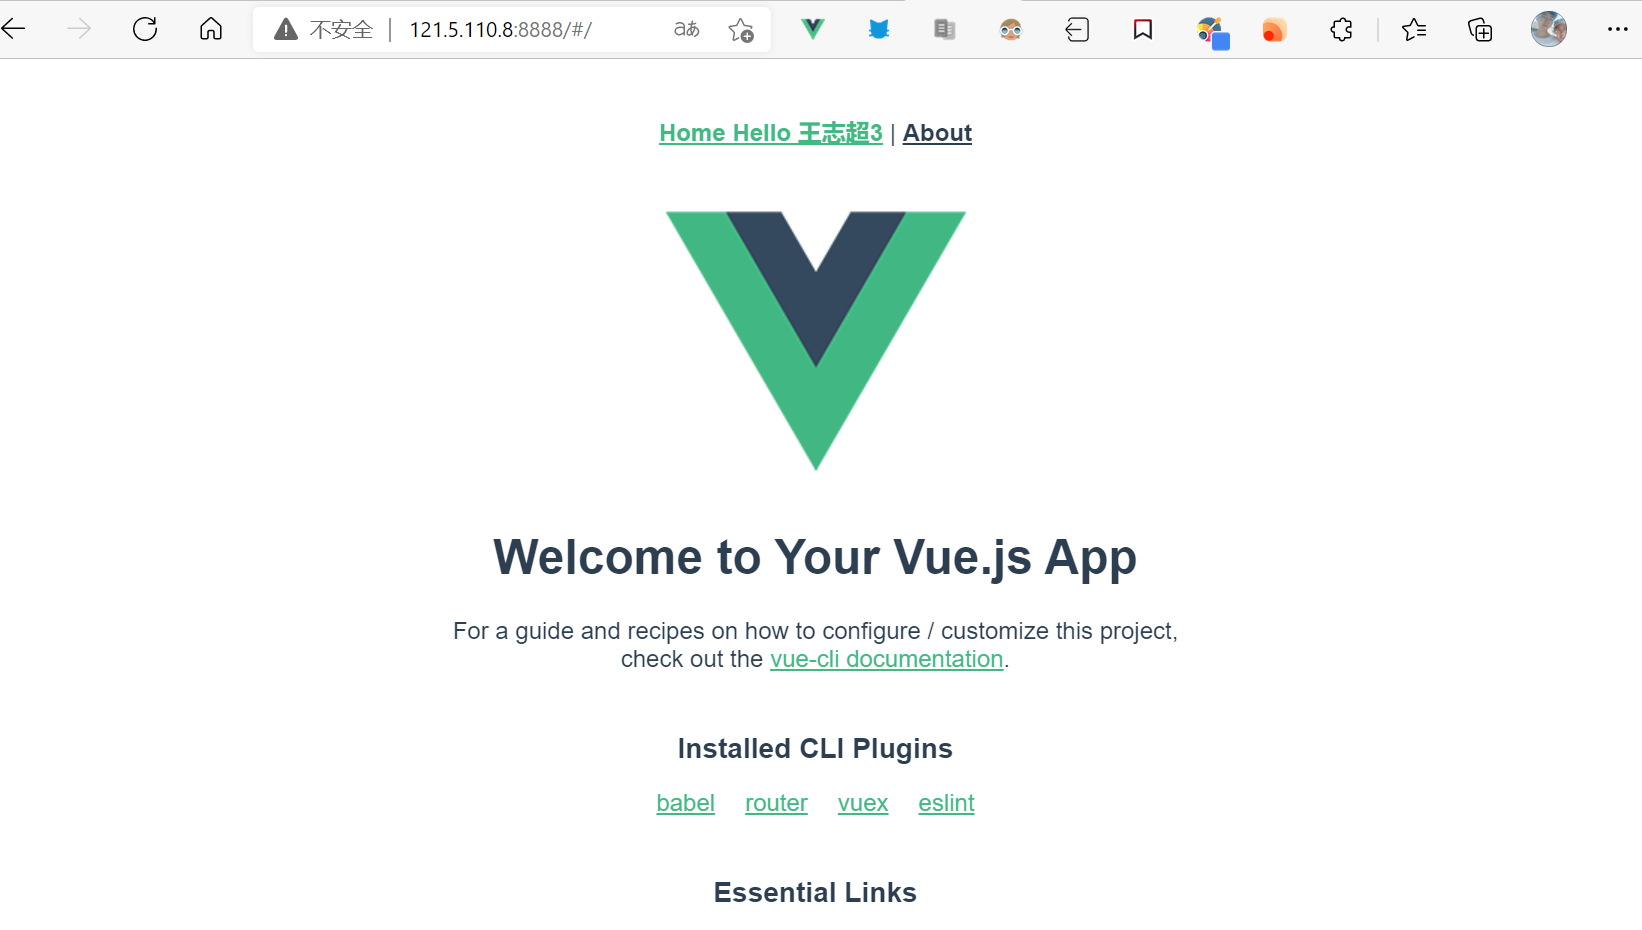 不安全 | 121.5.110.8:8888/#/ aあ
Home Hello 王志超3 | About
Welcome to Your Vue.js App
For a guide and recipes on how to configure / customize this project,
check out the vue-cli documentation.
Installed CLI Plugins
babel router vuex eslint
Essential Links